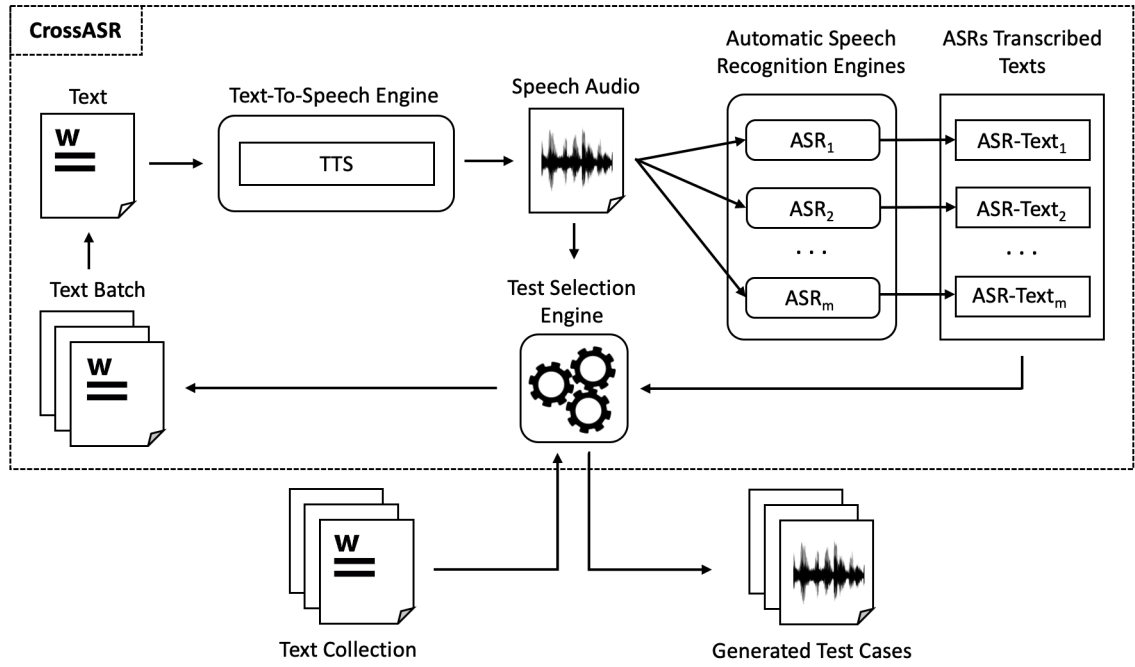 CrossASR
Automatic Speech
Recognition Engines
ASRs Transcribed
Texts
Text
Text-To-Speech Engine
Speech Audio
W
TTS
ASR1
ASR-Text1
ASR2
ASR-Text2
. . .
. . .
ASRm
ASR-Textm
Text Batch
Test Selection
Engine
W
W
Text Collection
Generated Test Cases